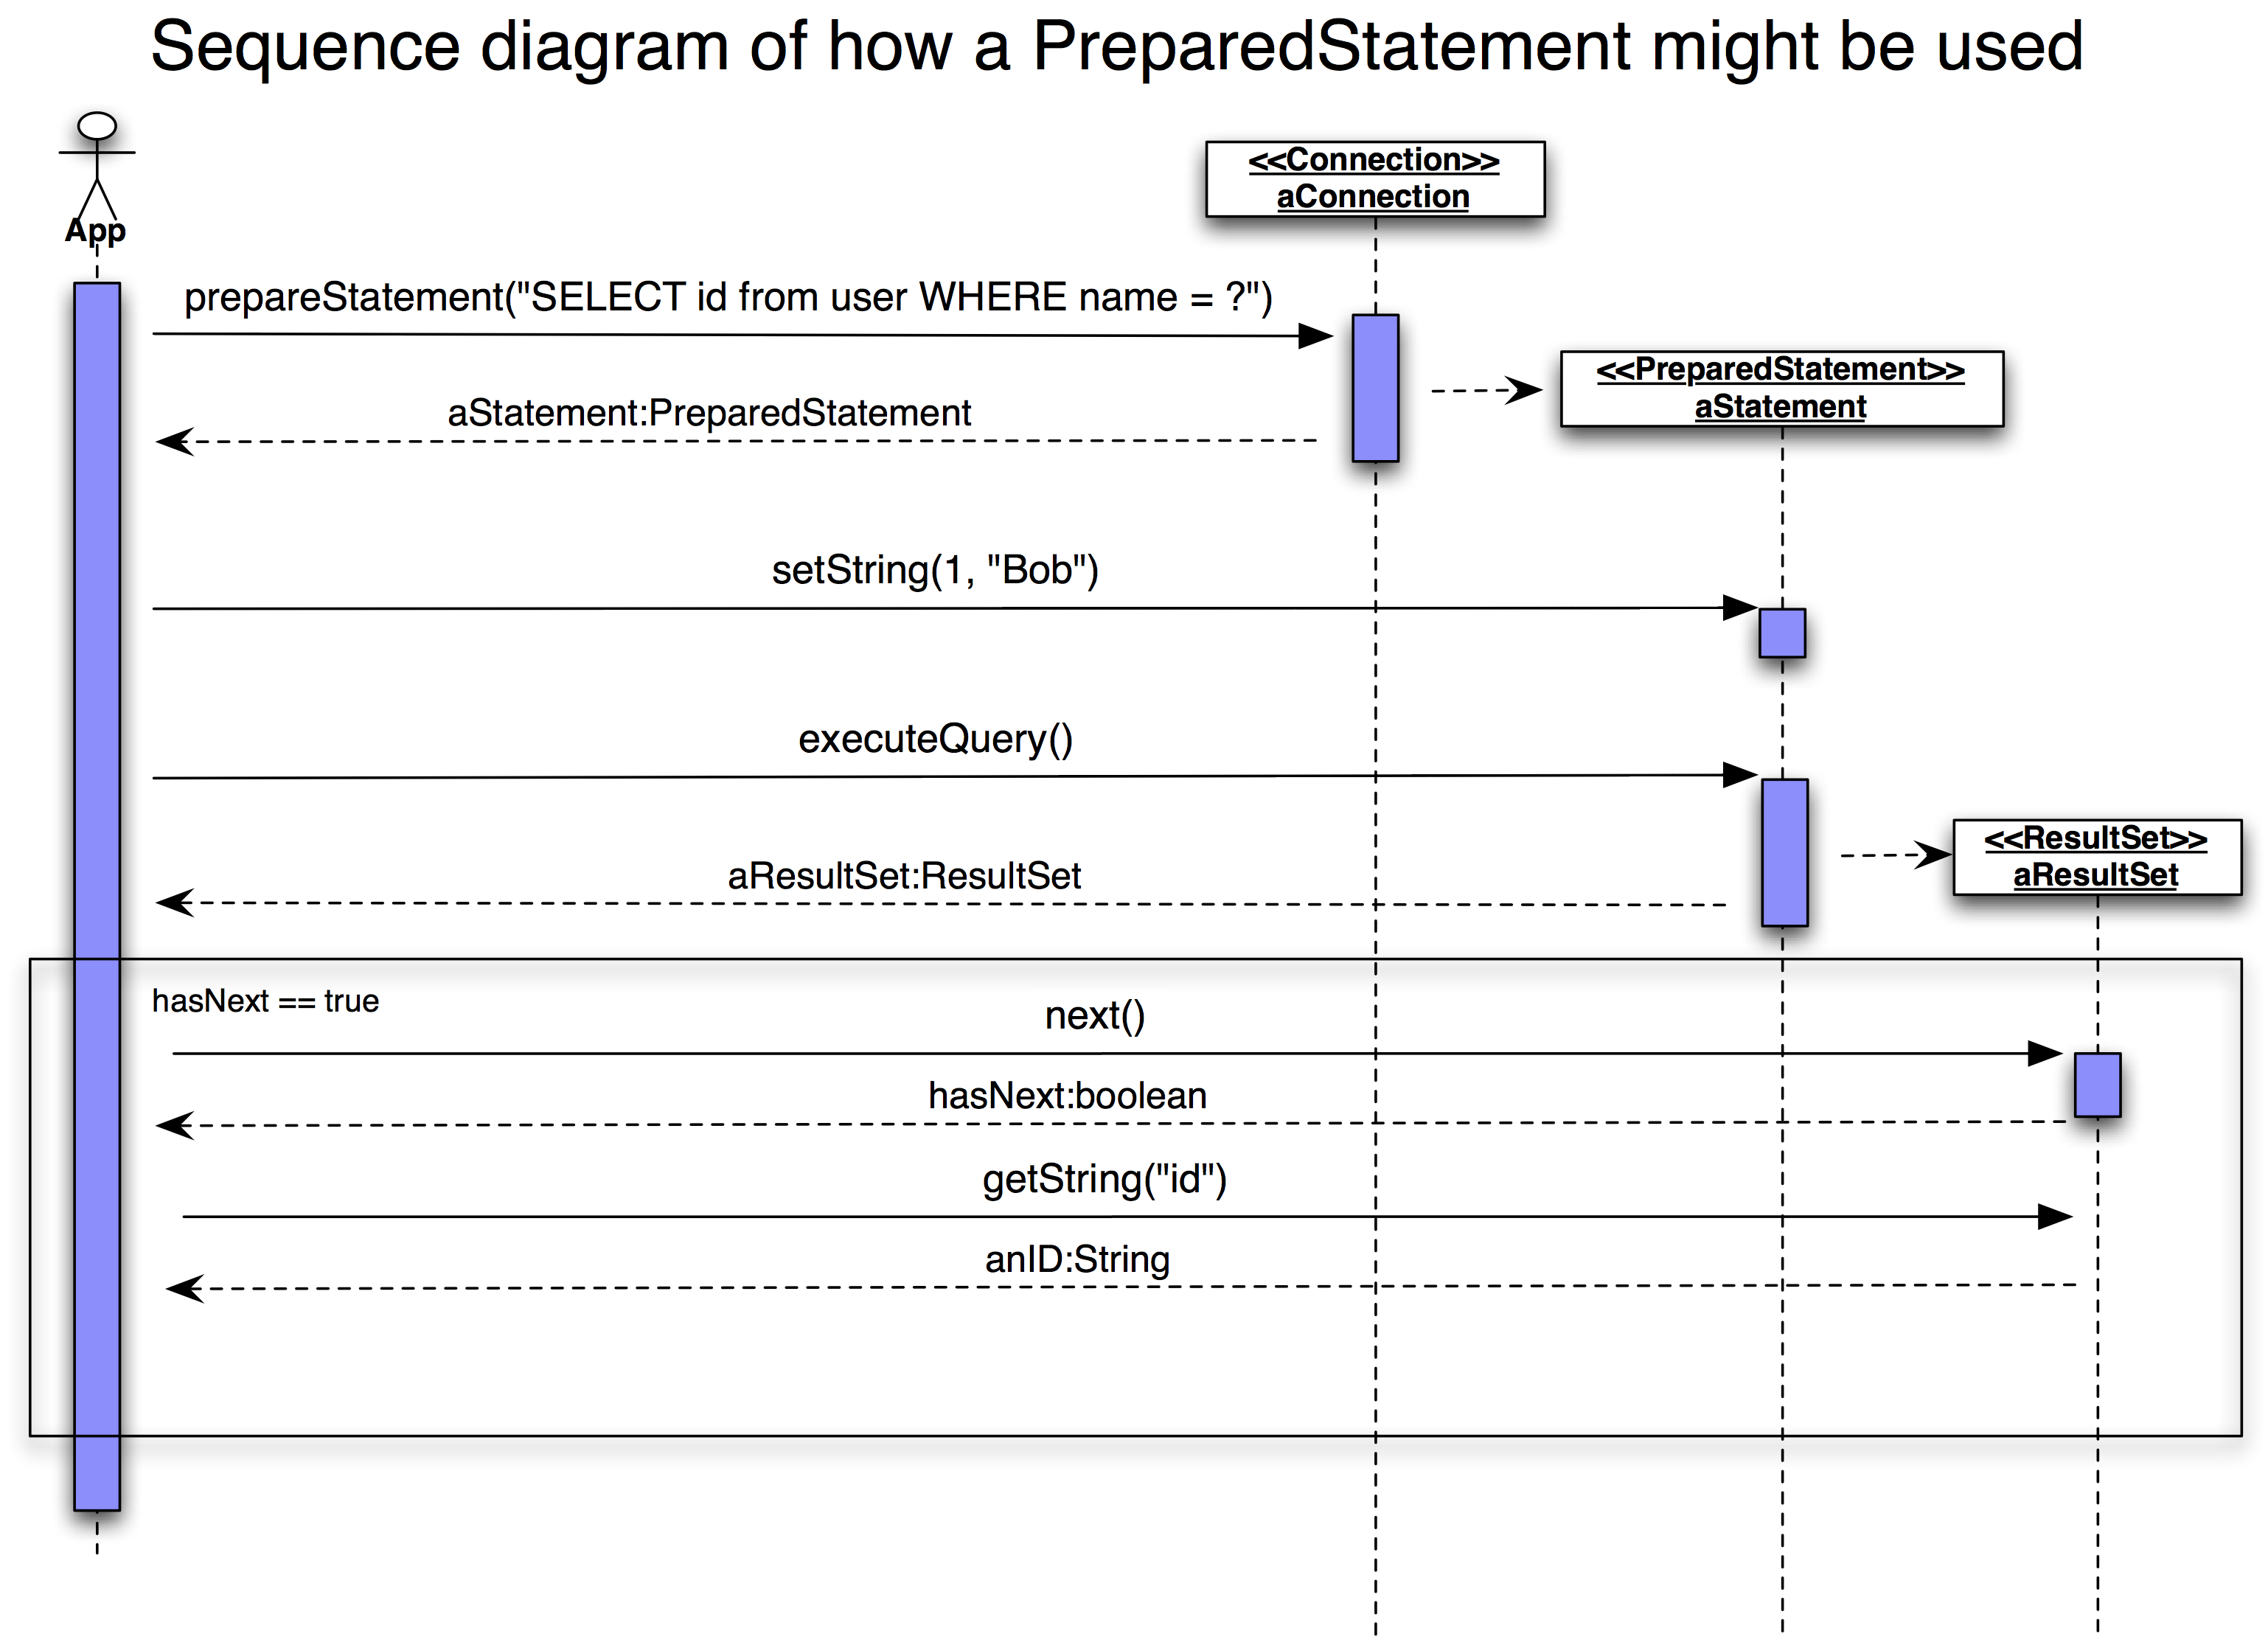 Sequence diagram of how a PreparedStatement might be used
App
<<Connection>>
aConnection
prepareStatement("SELECT id from user WHERE name = ?")
<<PreparedStatement>>
aStatement
aStatement:PreparedStatement
setString(1, "Bob")
executeQuery()
<<ResultSet>>
aResultSet
aResultSet:ResultSet
hasNext == true
next()
hasNext:boolean
getString("id")
anID:String